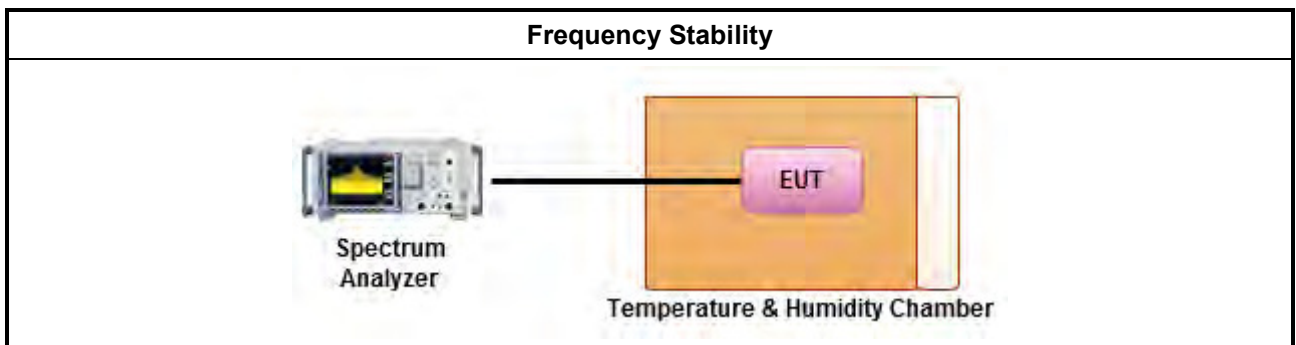 Frequency Stability
EUT
Spectrum
Analyzer
Temperature & Humidity Chamber